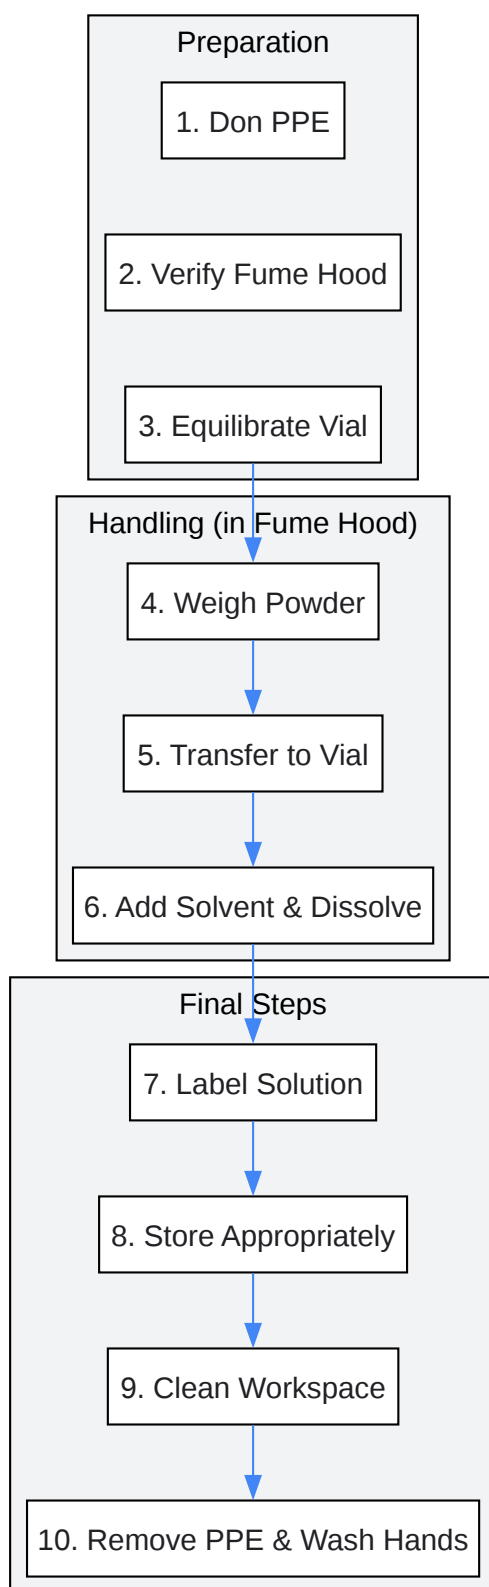 Preparation
1. Don PPE
2. Verify Fume Hood
3. Equilibrate Vial
Handling (in Fume Hood)
4. Weigh Powder
5. Transfer to Vial
6. Add Solvent & Dissolve
Final Steps
7. Label Solution
8. Store Appropriately
9. Clean Workspace
10. Remove PPE & Wash Hands